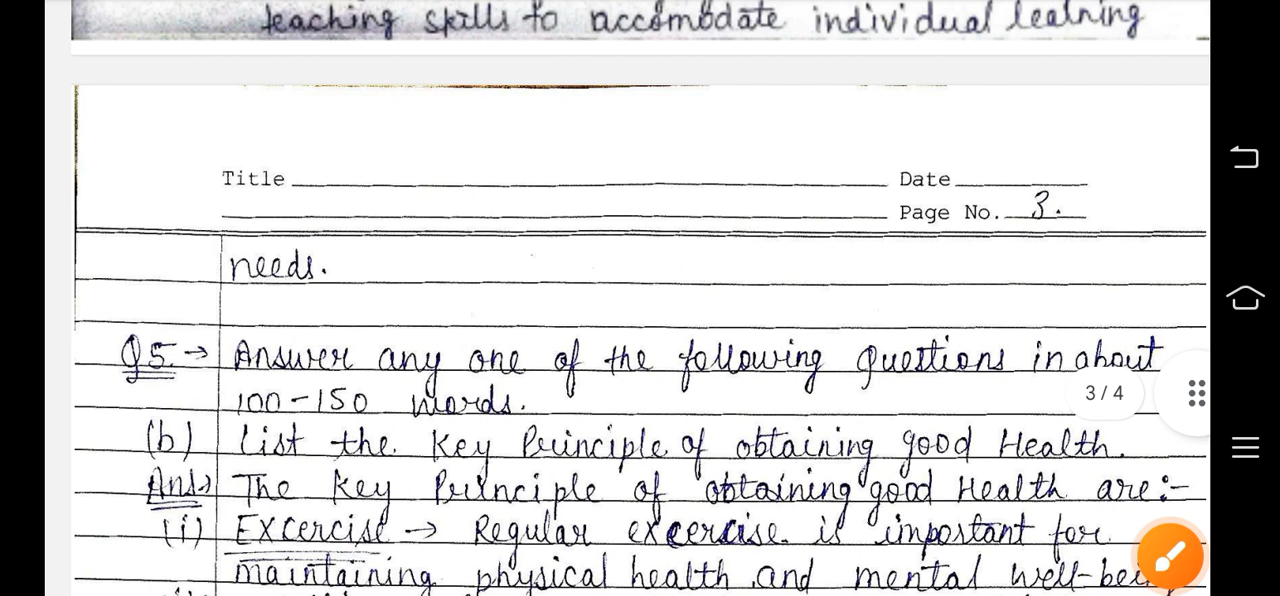 teaching skills to accommodate individual learning
Title
Date
Page No. 3.
needs.
Q5. → Answer any one of the following questions in about
100-150 words.
3 / 4
(b) List the Key Principle of obtaining good Health.
Ans→ The Key Principle of obtaining good Health are:-
(i) Excercise → Regular excercise is important for
maintaining physical health and mental well-bei